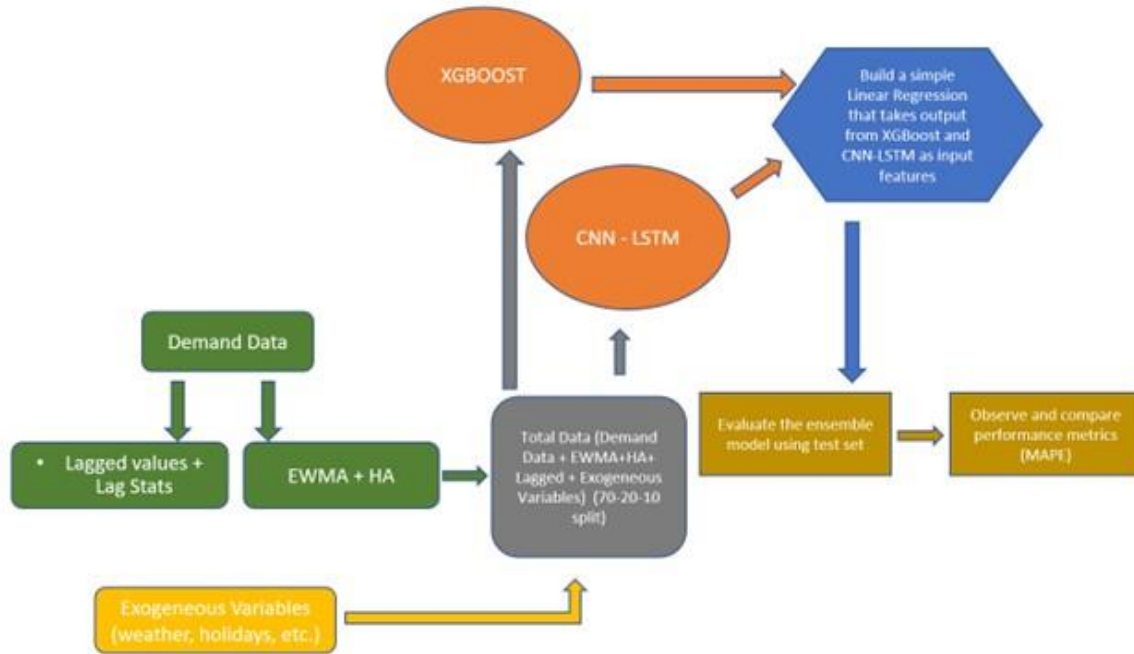 XGBOOST
Build a simple
Linear Regression
that takes output
from XGBoost and
CNN-LSTM as input
features
CNN - LSTM
Demand Data
• Lagged values +
Lag Stats
EWMA + HA
Total Data (Demand
Data + EWMA+HA+
Lagged + Exogeneous
Variables) (70-20-10
split)
Evaluate the ensemble
model using test set
Observe and compare
performance metrics
(MAPE)
Exogeneous Variables
(weather, holidays, etc.)